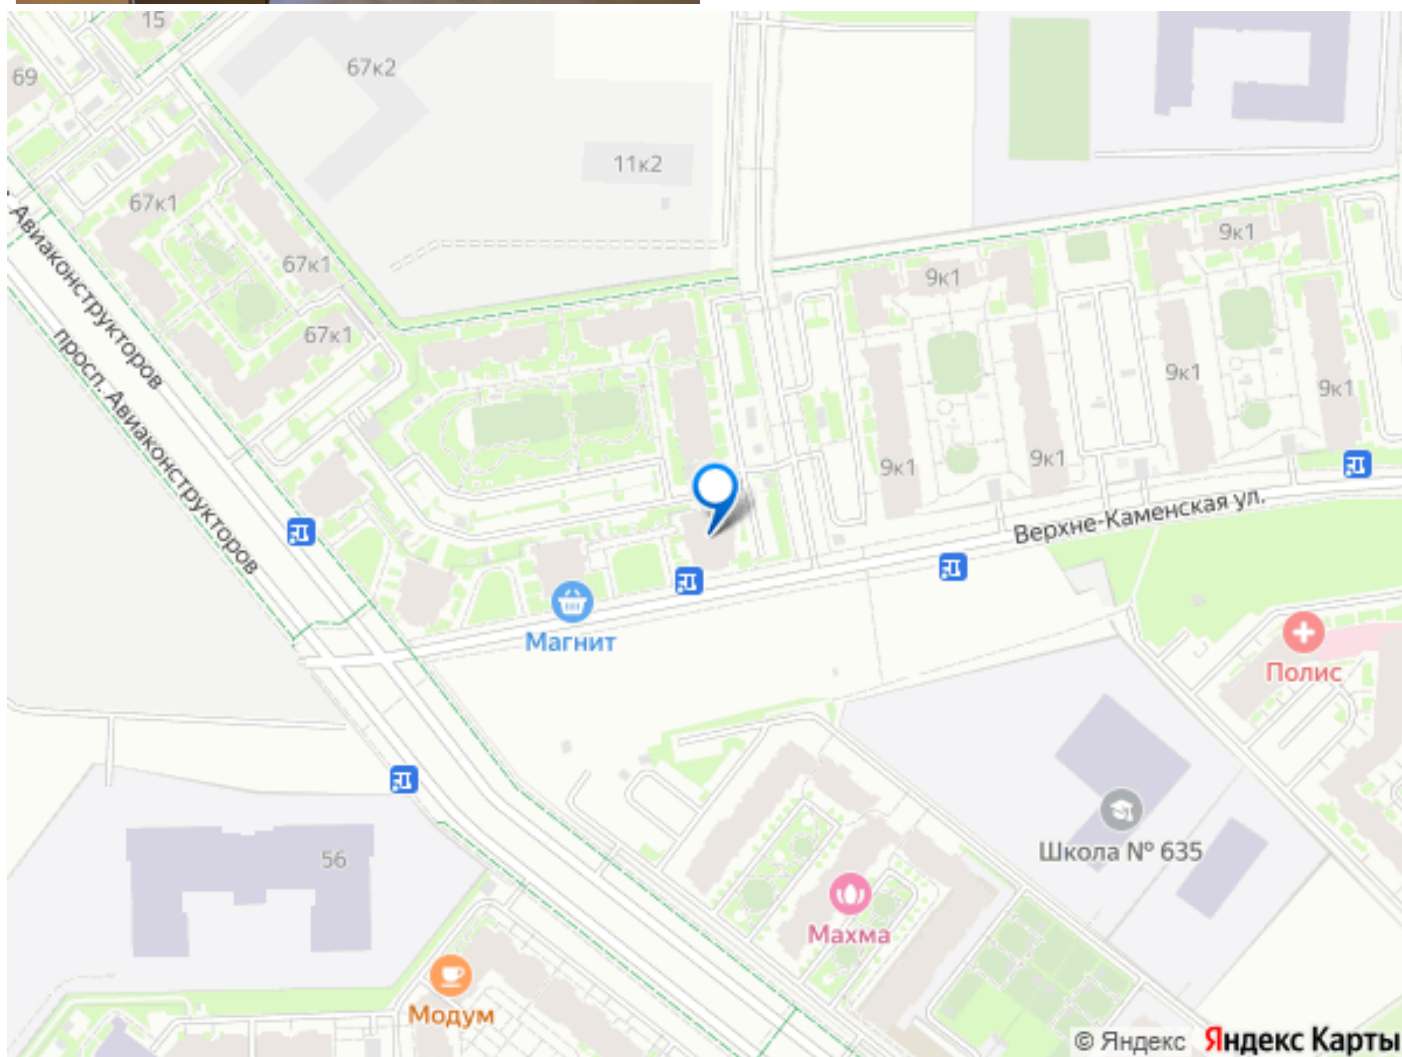 15
69
67к2
11к2
67к1
67к1
67к1
9к1
9к1
9к1
9к1
9к1
9к1
Авиаконструкторов
просп. Авиаконструкторов
Верхне-Каменская ул.
Магнит
Полис
56
Школа № 635
Махма
Модум
© Яндекс Яндекс Карты